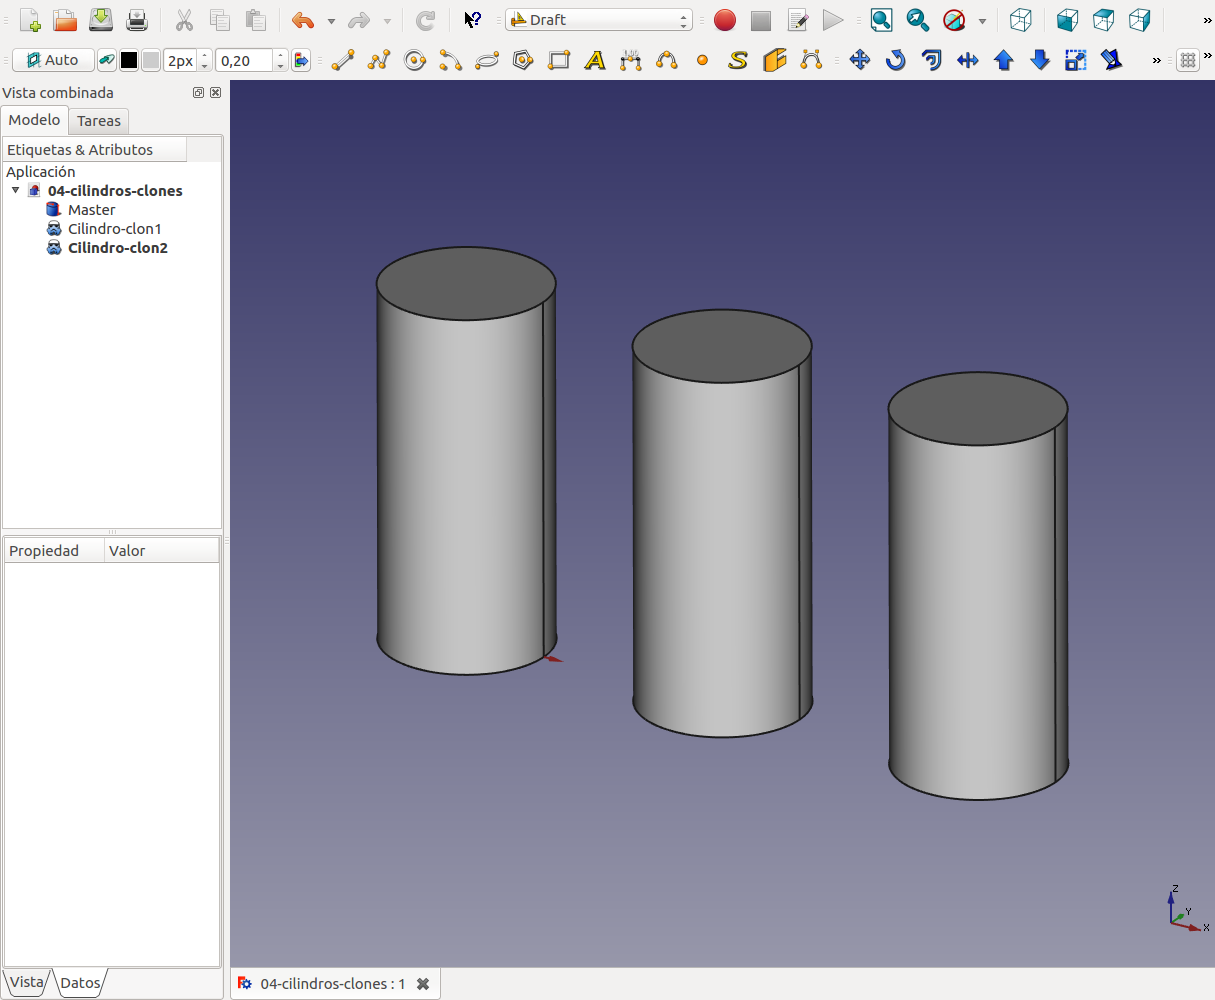 Draft
Auto
2px
0,20
Vista combinada
Modelo
Tareas
Etiquetas & Atributos
Aplicación
04-cilindros-clones
Master
Cilindro-clon1
Cilindro-clon2
Propiedad
Valor
Z
Y
X
Vista
Datos
04-cilindros-clones : 1